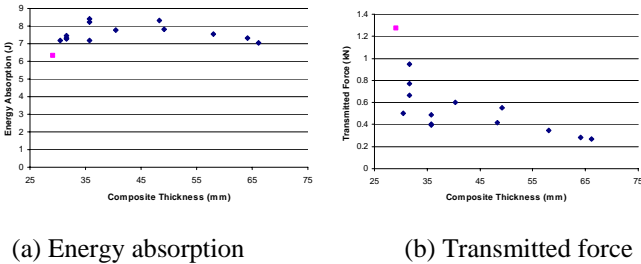 Energy Absorption (J)
9
8
7
6
5
4
3
2
1
0
25 35 45 55 65 75
Composite Thickness (mm)
Transmitted Force (kN)
1.4
1.2
1
0.8
0.6
0.4
0.2
0
25 35 45 55 65 75
Composite Thickness (mm)
(a) Energy absorption (b) Transmitted force